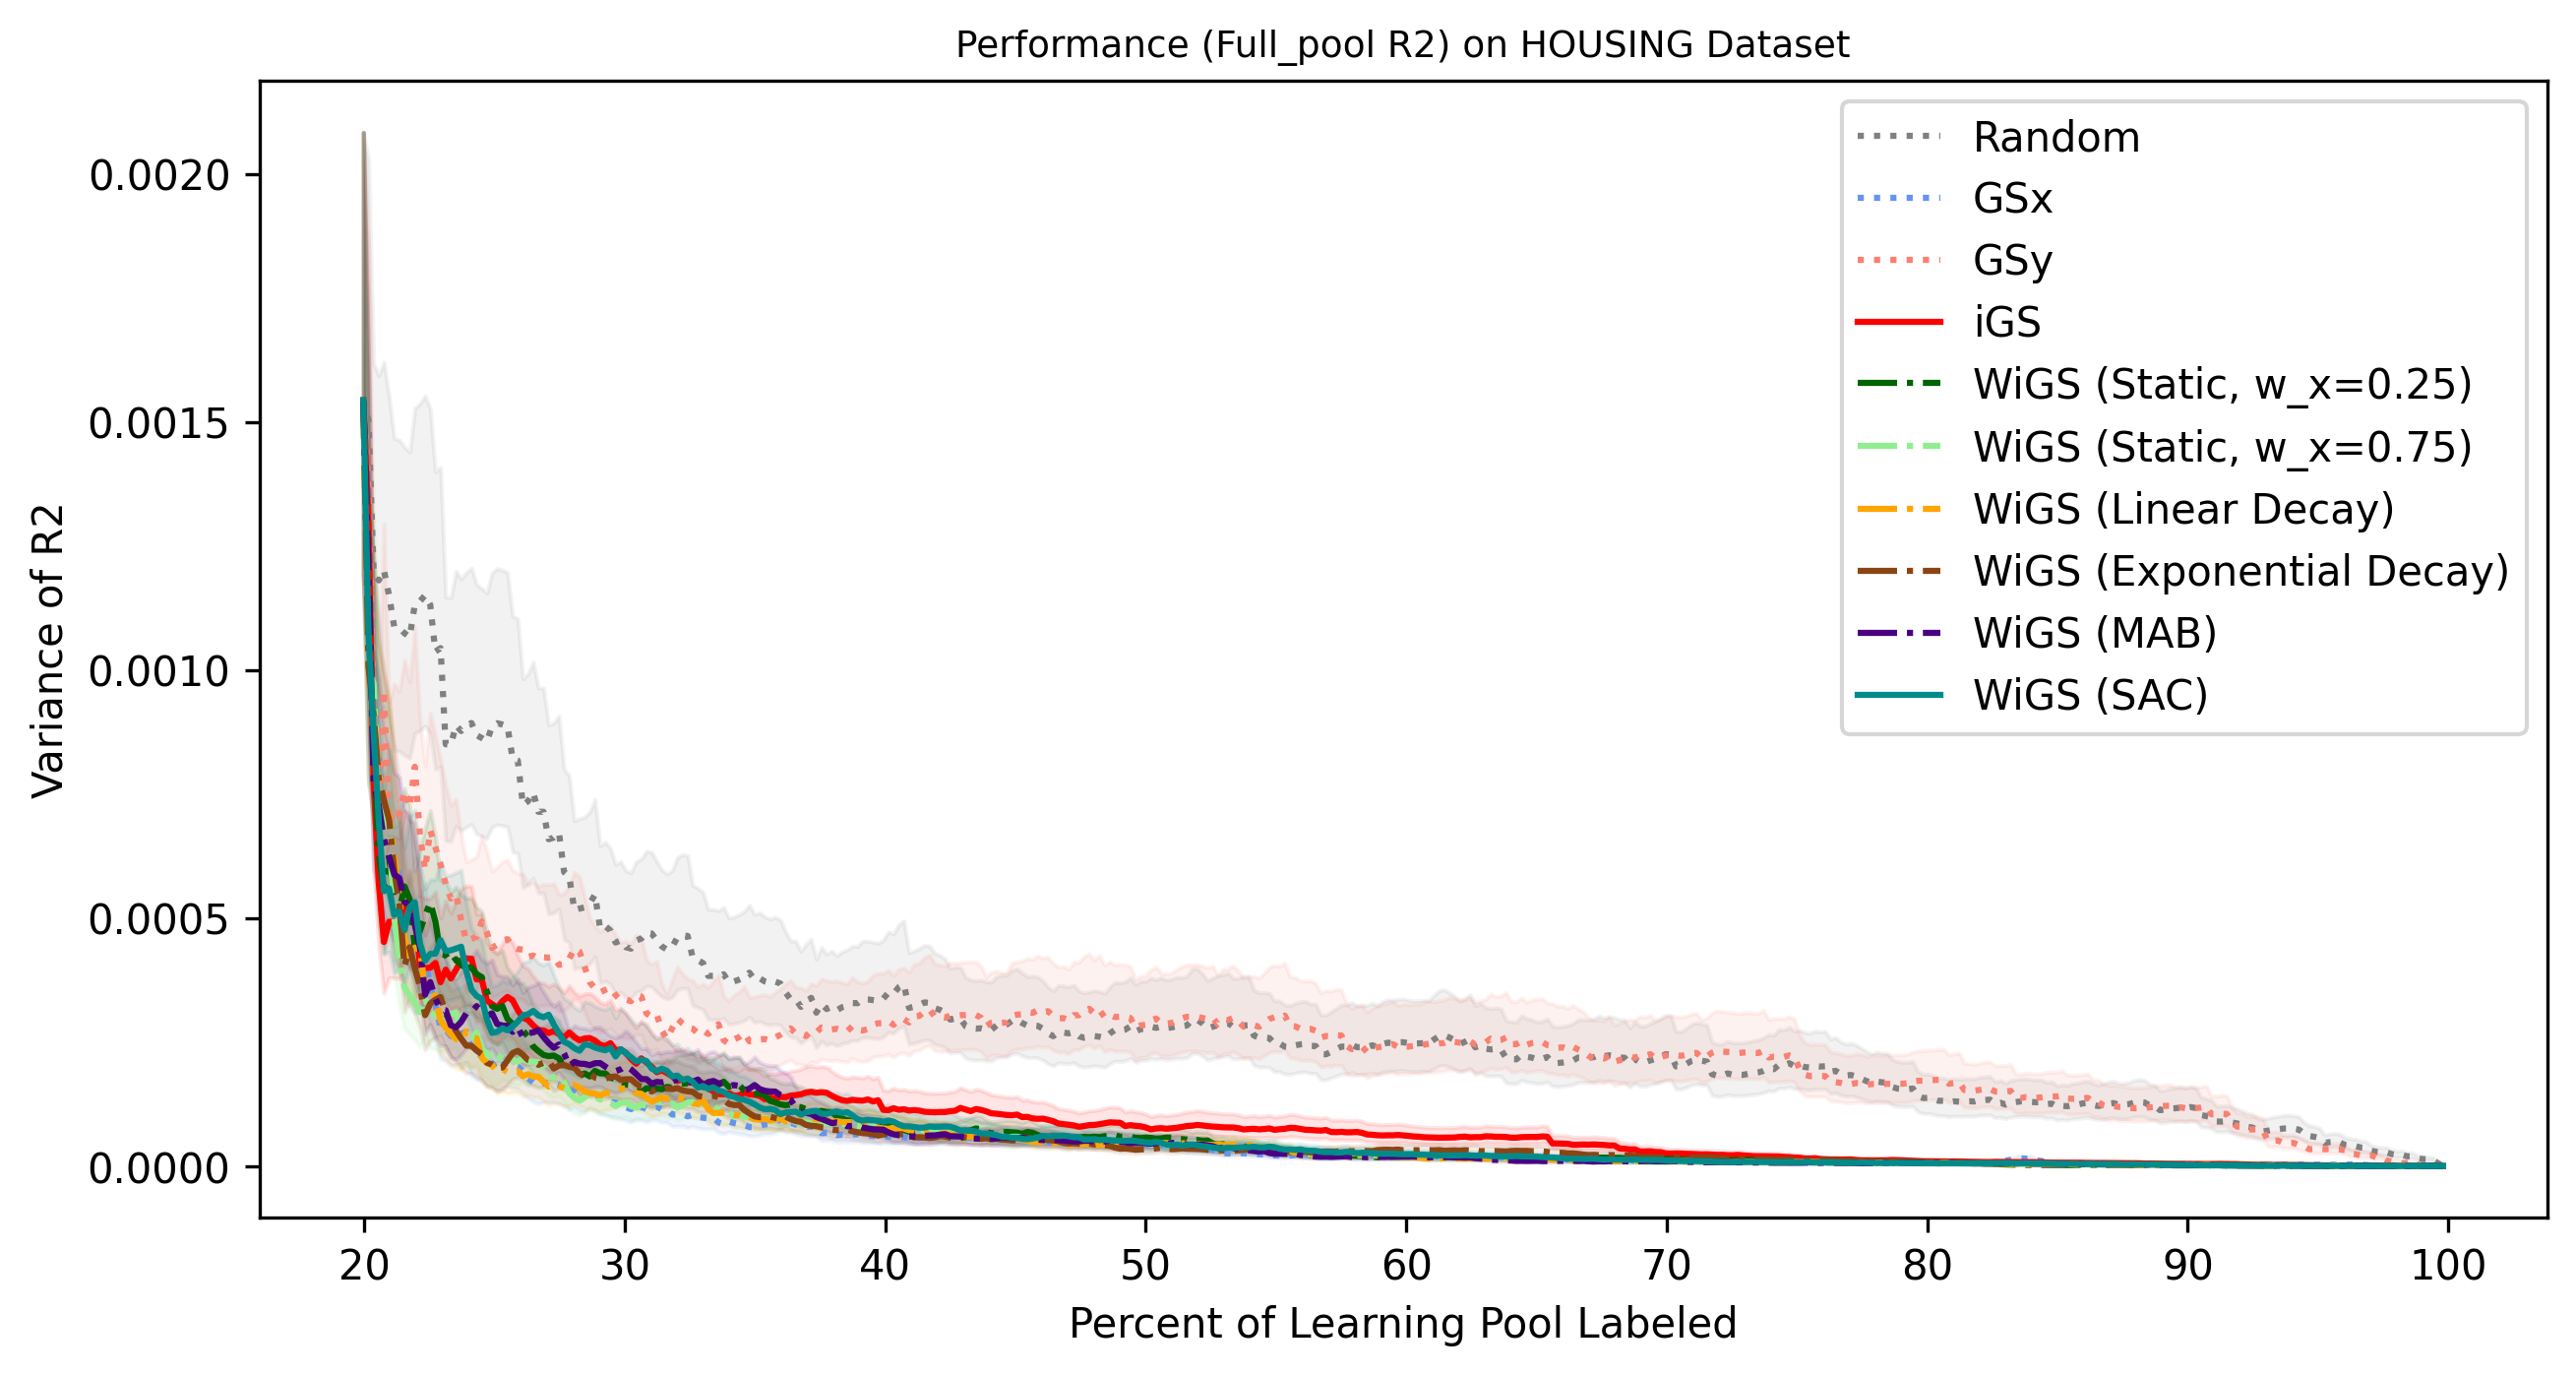 Performance (Full_pool R2) on HOUSING Dataset
Variance of R2
0.0020
0.0015
0.0010
0.0005
0.0000
20 30 40 50 60 70 80 90 100
Percent of Learning Pool Labeled
Random
GSx
GSy
iGS
WiGS (Static, w_x=0.25)
WiGS (Static, w_x=0.75)
WiGS (Linear Decay)
WiGS (Exponential Decay)
WiGS (MAB)
WiGS (SAC)